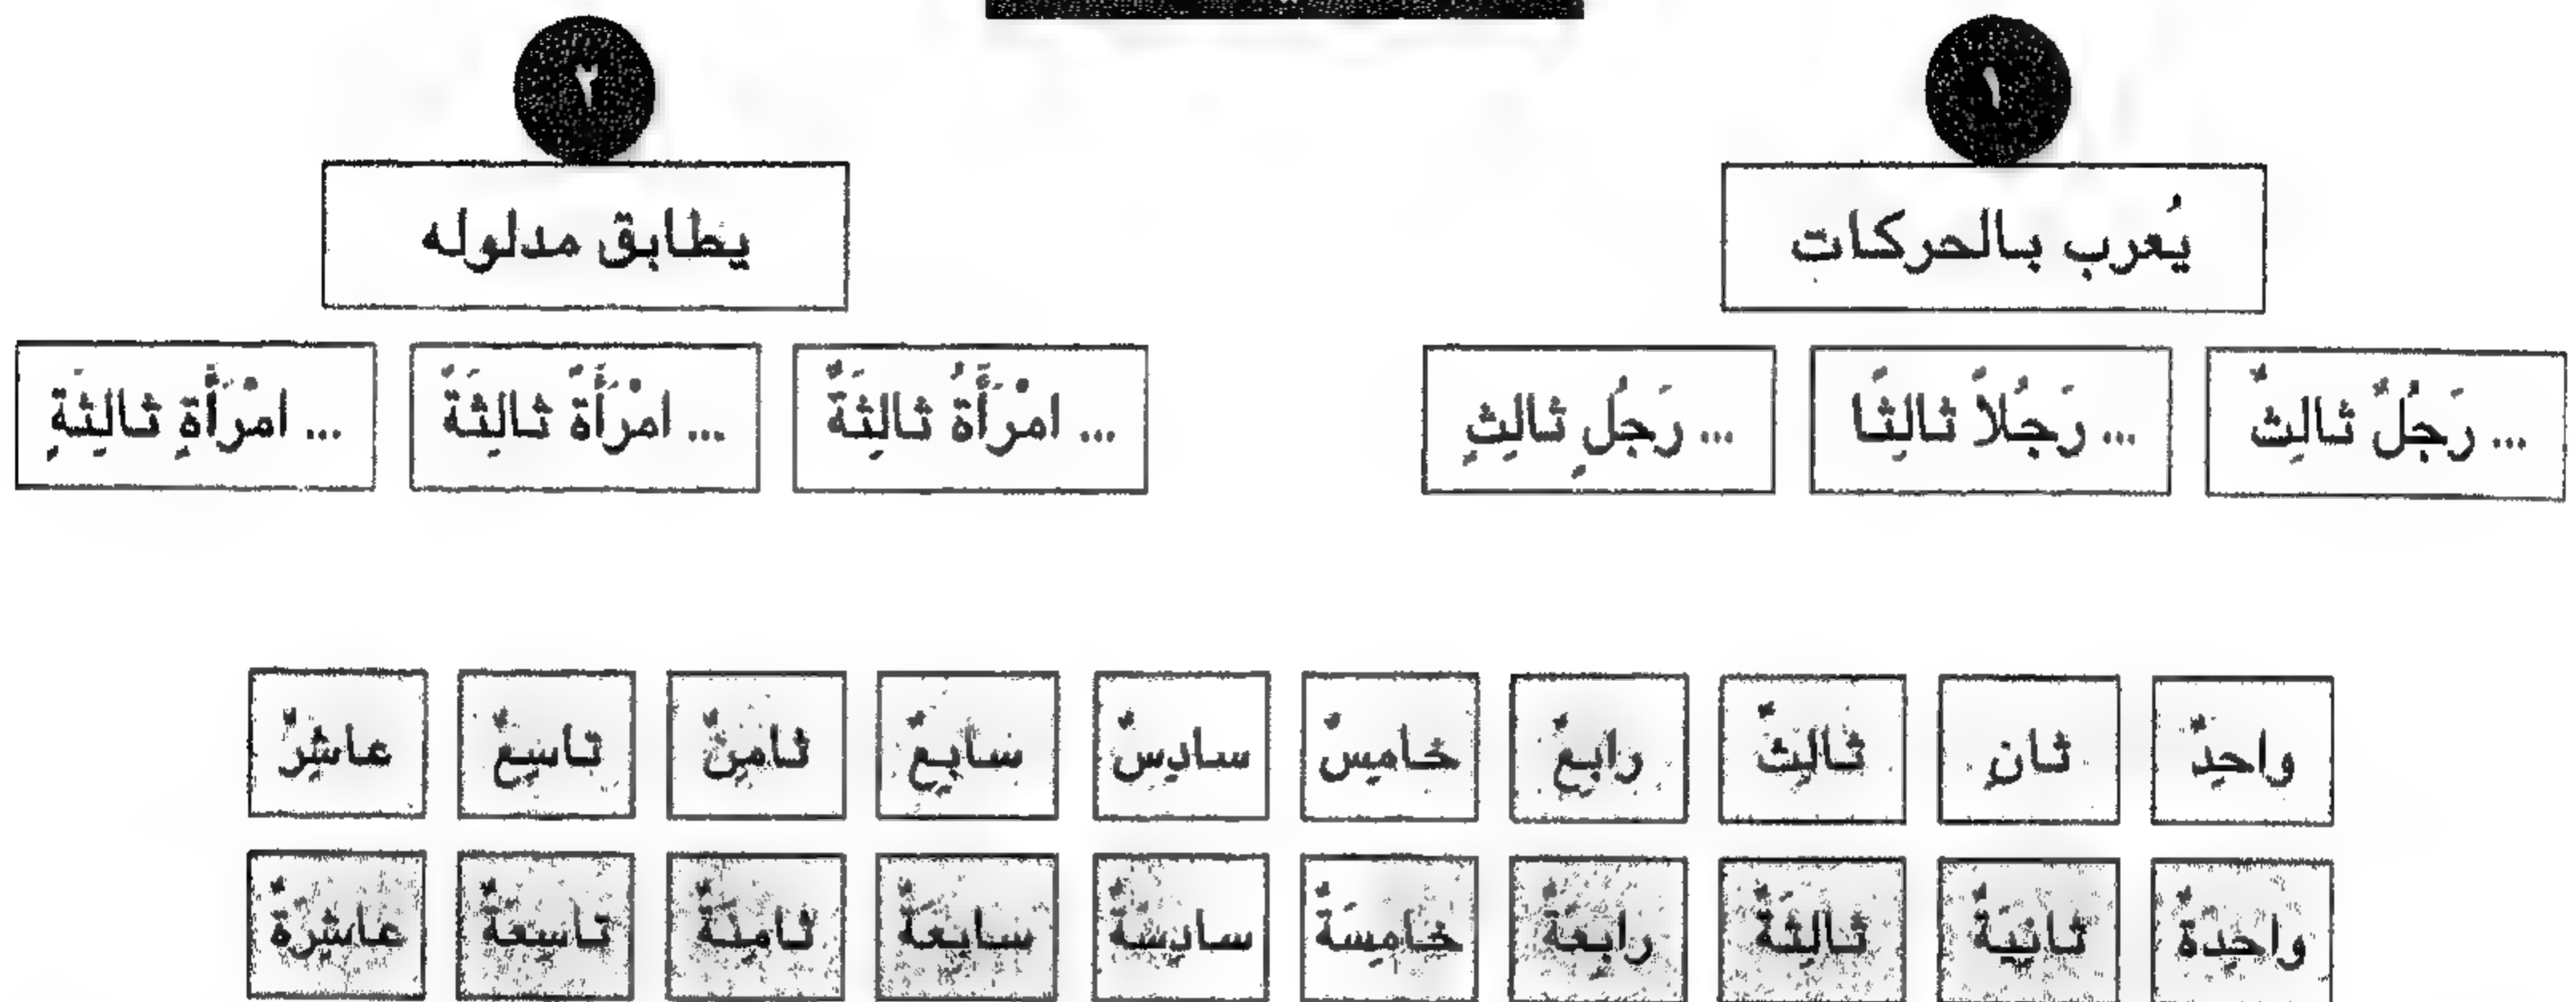 ١ ٢
يُعرب بالحركات يطابق مدلوله
... رَجُلٌ ثالِثٌ ... رَجُلاً ثالِثًا ... رَجُلٍ ثالِثٍ ... امْرَأَةٌ ثالِثَةٌ ... امْرَأَةً ثالِثَةً ... امْرَأَةٍ ثالِثَةٍ
واحِدٌ ثانٍ ثالِثٌ رابِعٌ خامِسٌ سادِسٌ سابِعٌ ثامِنٌ تاسِعٌ عاشِرٌ
واحِدَةٌ ثانِيَةٌ ثالِثَةٌ رابِعَةٌ خامِسَةٌ سادِسَةٌ سابِعَةٌ ثامِنَةٌ تاسِعَةٌ عاشِرَةٌ